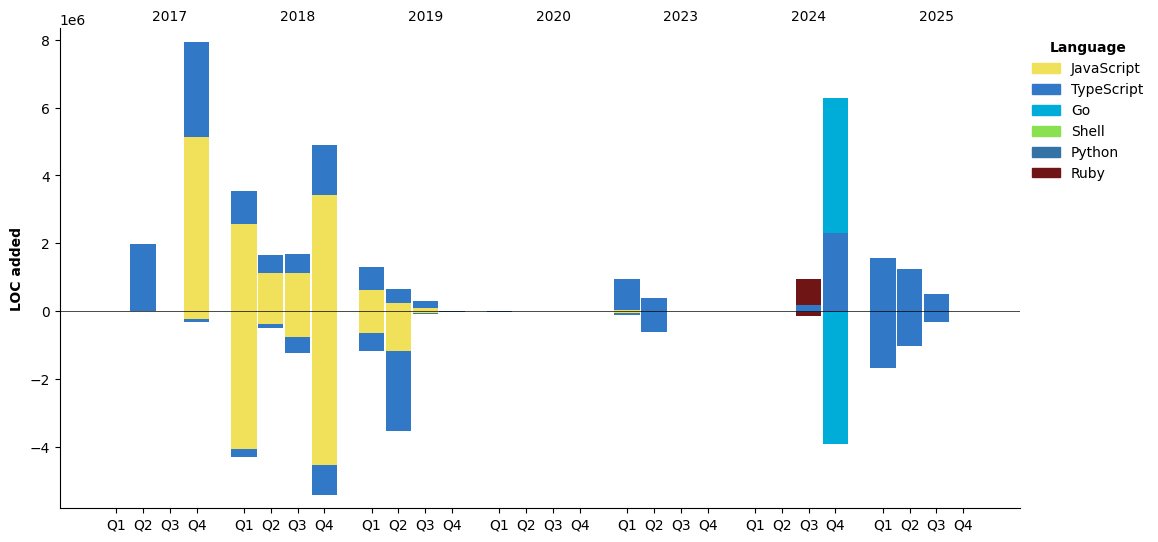 2017 2018 2019 2020 2023 2024 2025
1e6
8
6
4
2
0
−2
−4
LOC added
Q1 Q2 Q3 Q4 Q1 Q2 Q3 Q4 Q1 Q2 Q3 Q4 Q1 Q2 Q3 Q4 Q1 Q2 Q3 Q4 Q1 Q2 Q3 Q4 Q1 Q2 Q3 Q4
Language
JavaScript
TypeScript
Go
Shell
Python
Ruby